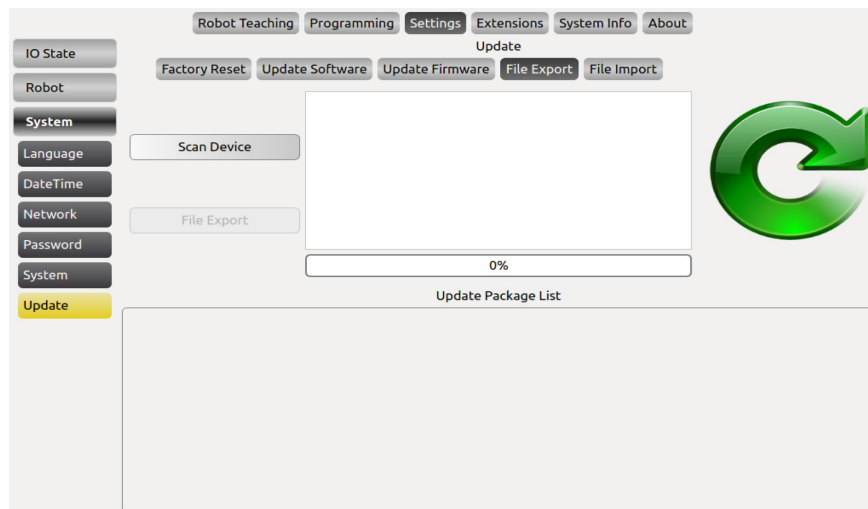 Robot Teaching Programming Settings Extensions System Info About
Update
Factory Reset Update Software Update Firmware File Export File Import
IO State
Robot
System
Language
DateTime
Network
Password
System
Update
Scan Device
File Export
0%
Update Package List